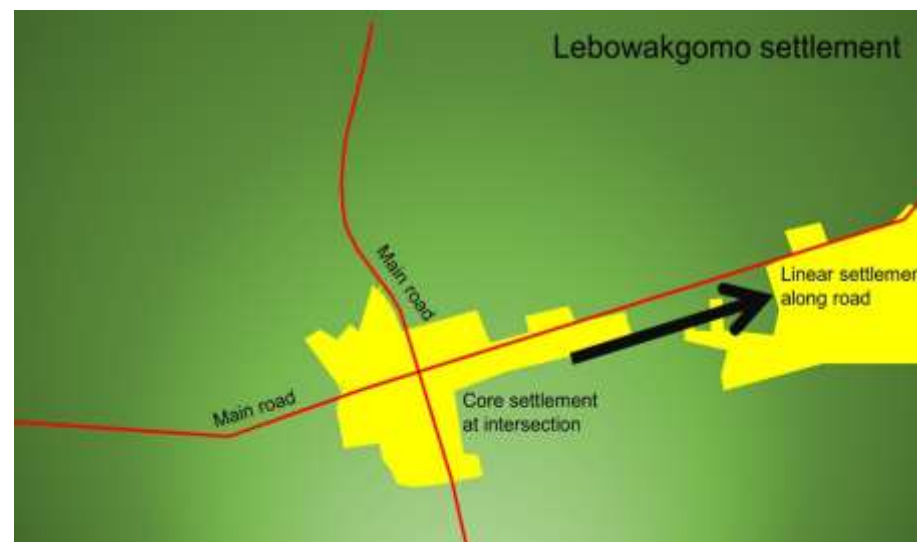 Lebowakgomo settlement
Main road
Linear settlemen
along road
Main road
Core settlement
at intersection